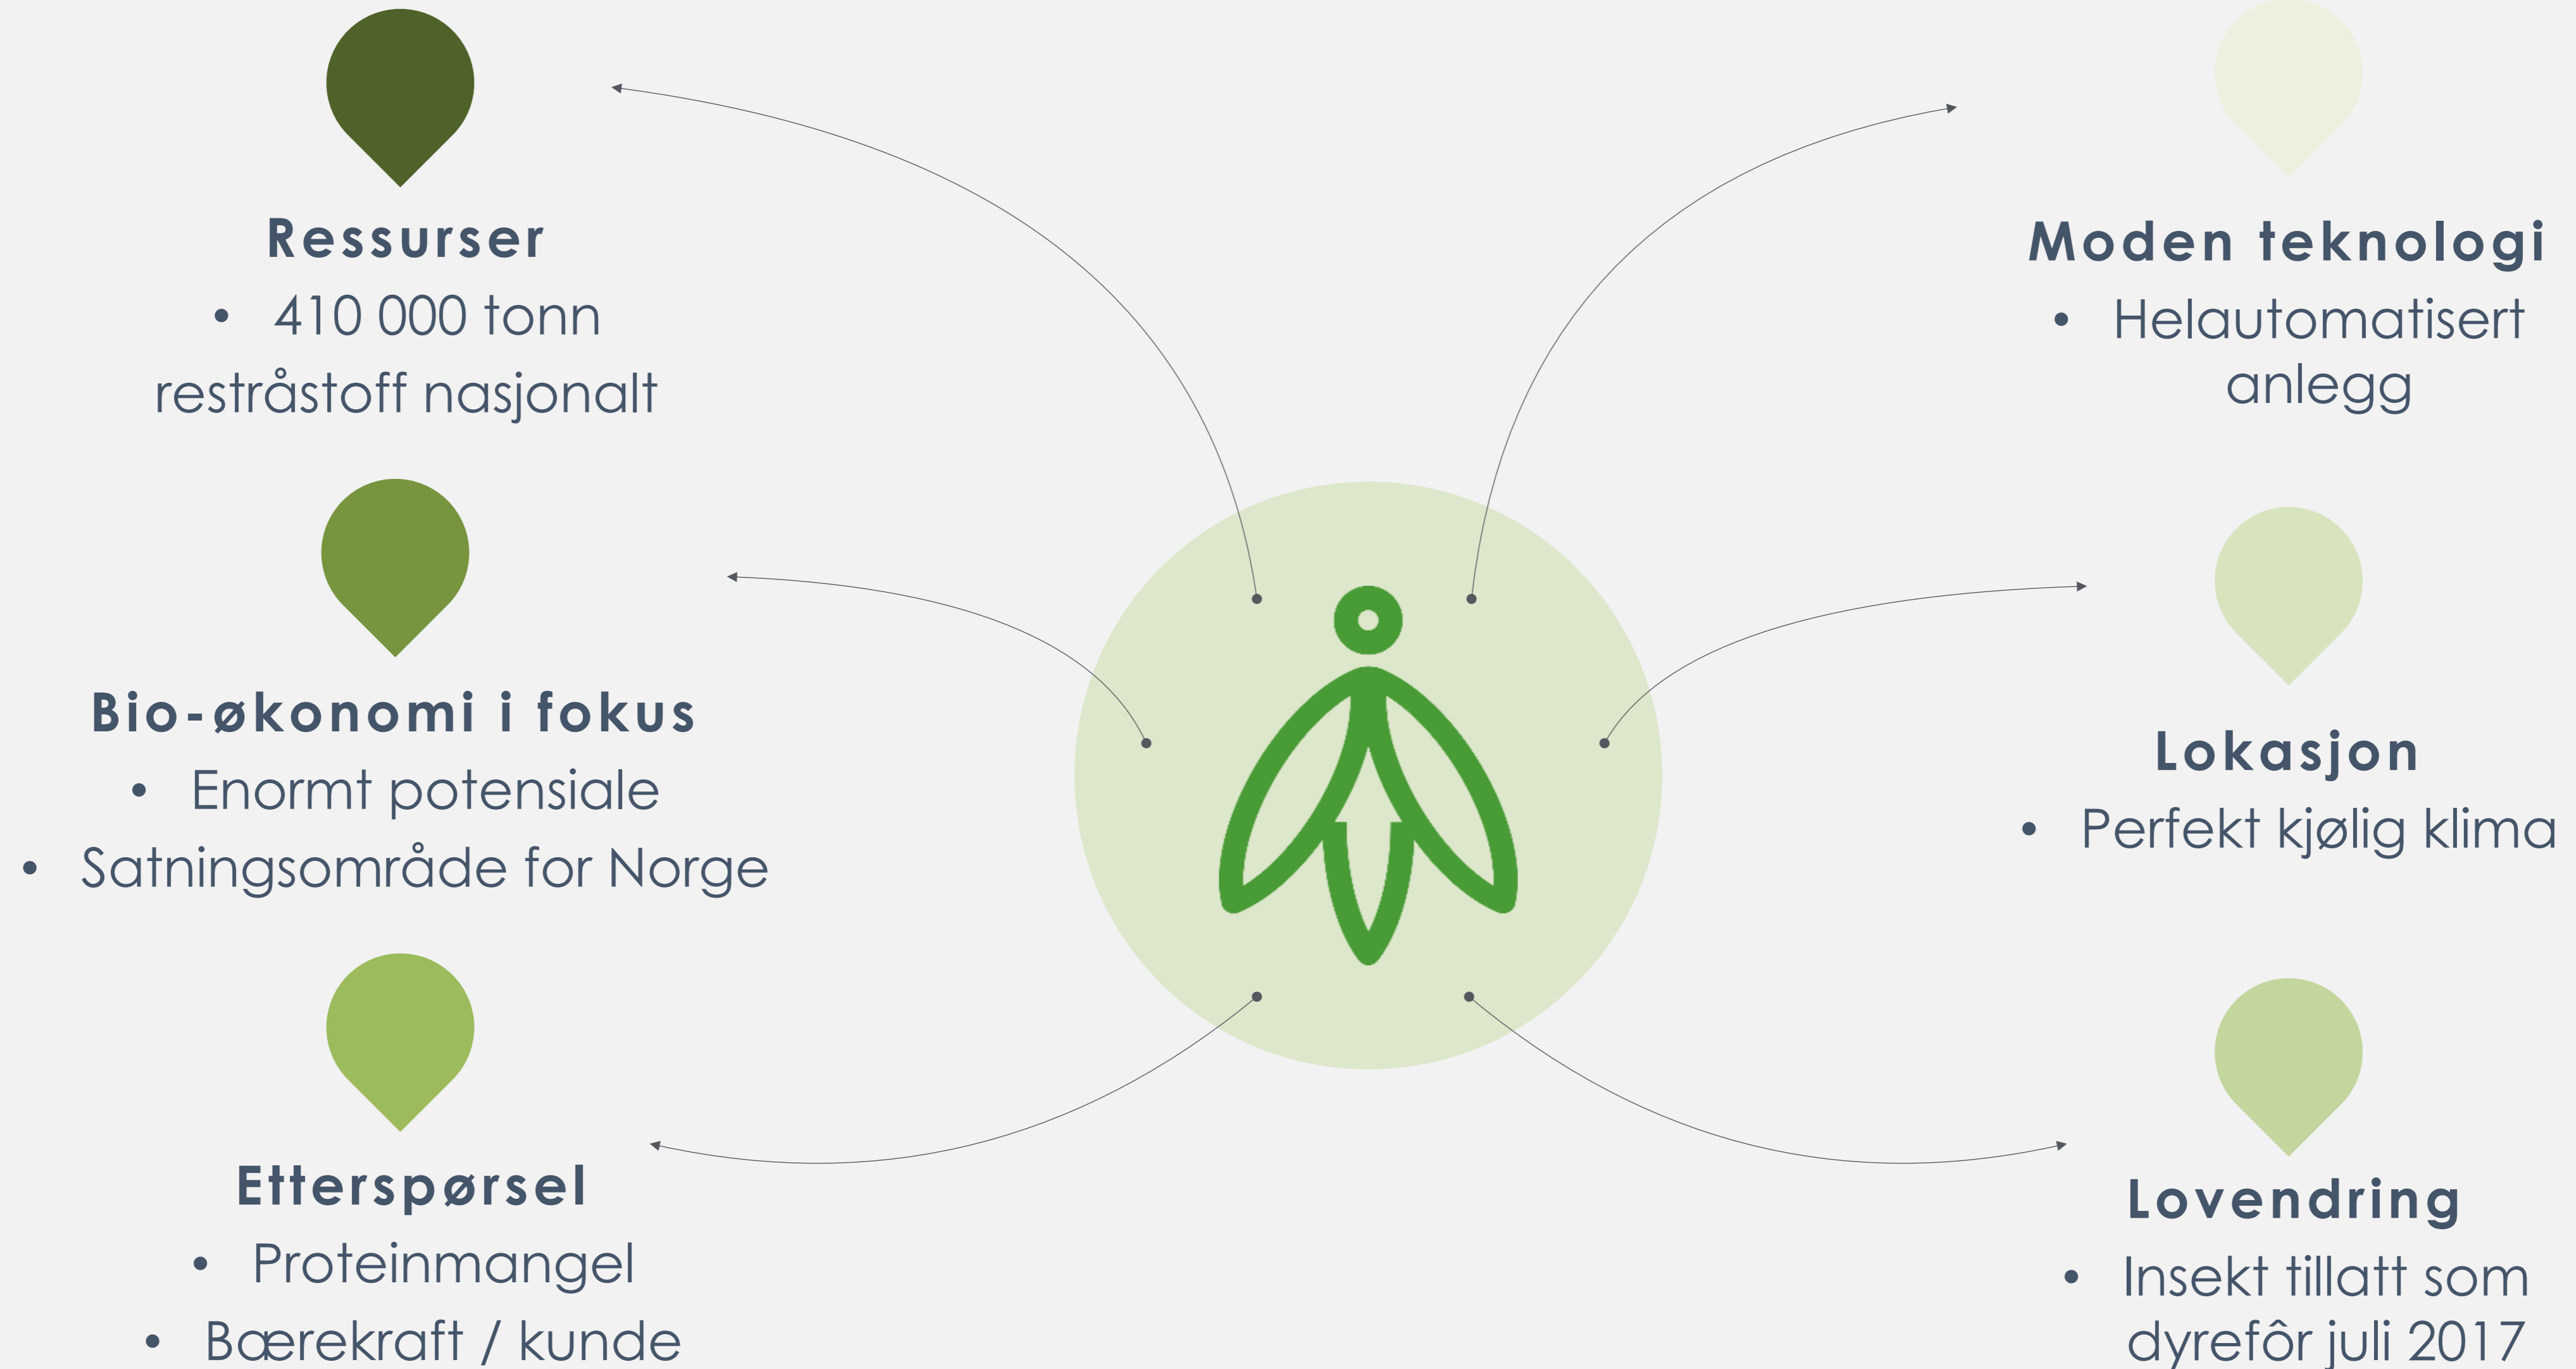 Ressurser
• 410 000 tonn
restråstoff nasjonalt
Bio-økonomi i fokus
• Enormt potensiale
• Satningsområde for Norge
Etterspørsel
• Proteinmangel
• Bærekraft / kunde
Moden teknologi
• Helautomatisert
anlegg
Lokasjon
• Perfekt kjølig klima
Lovendring
• Insekt tillatt som
dyrefôr juli 2017